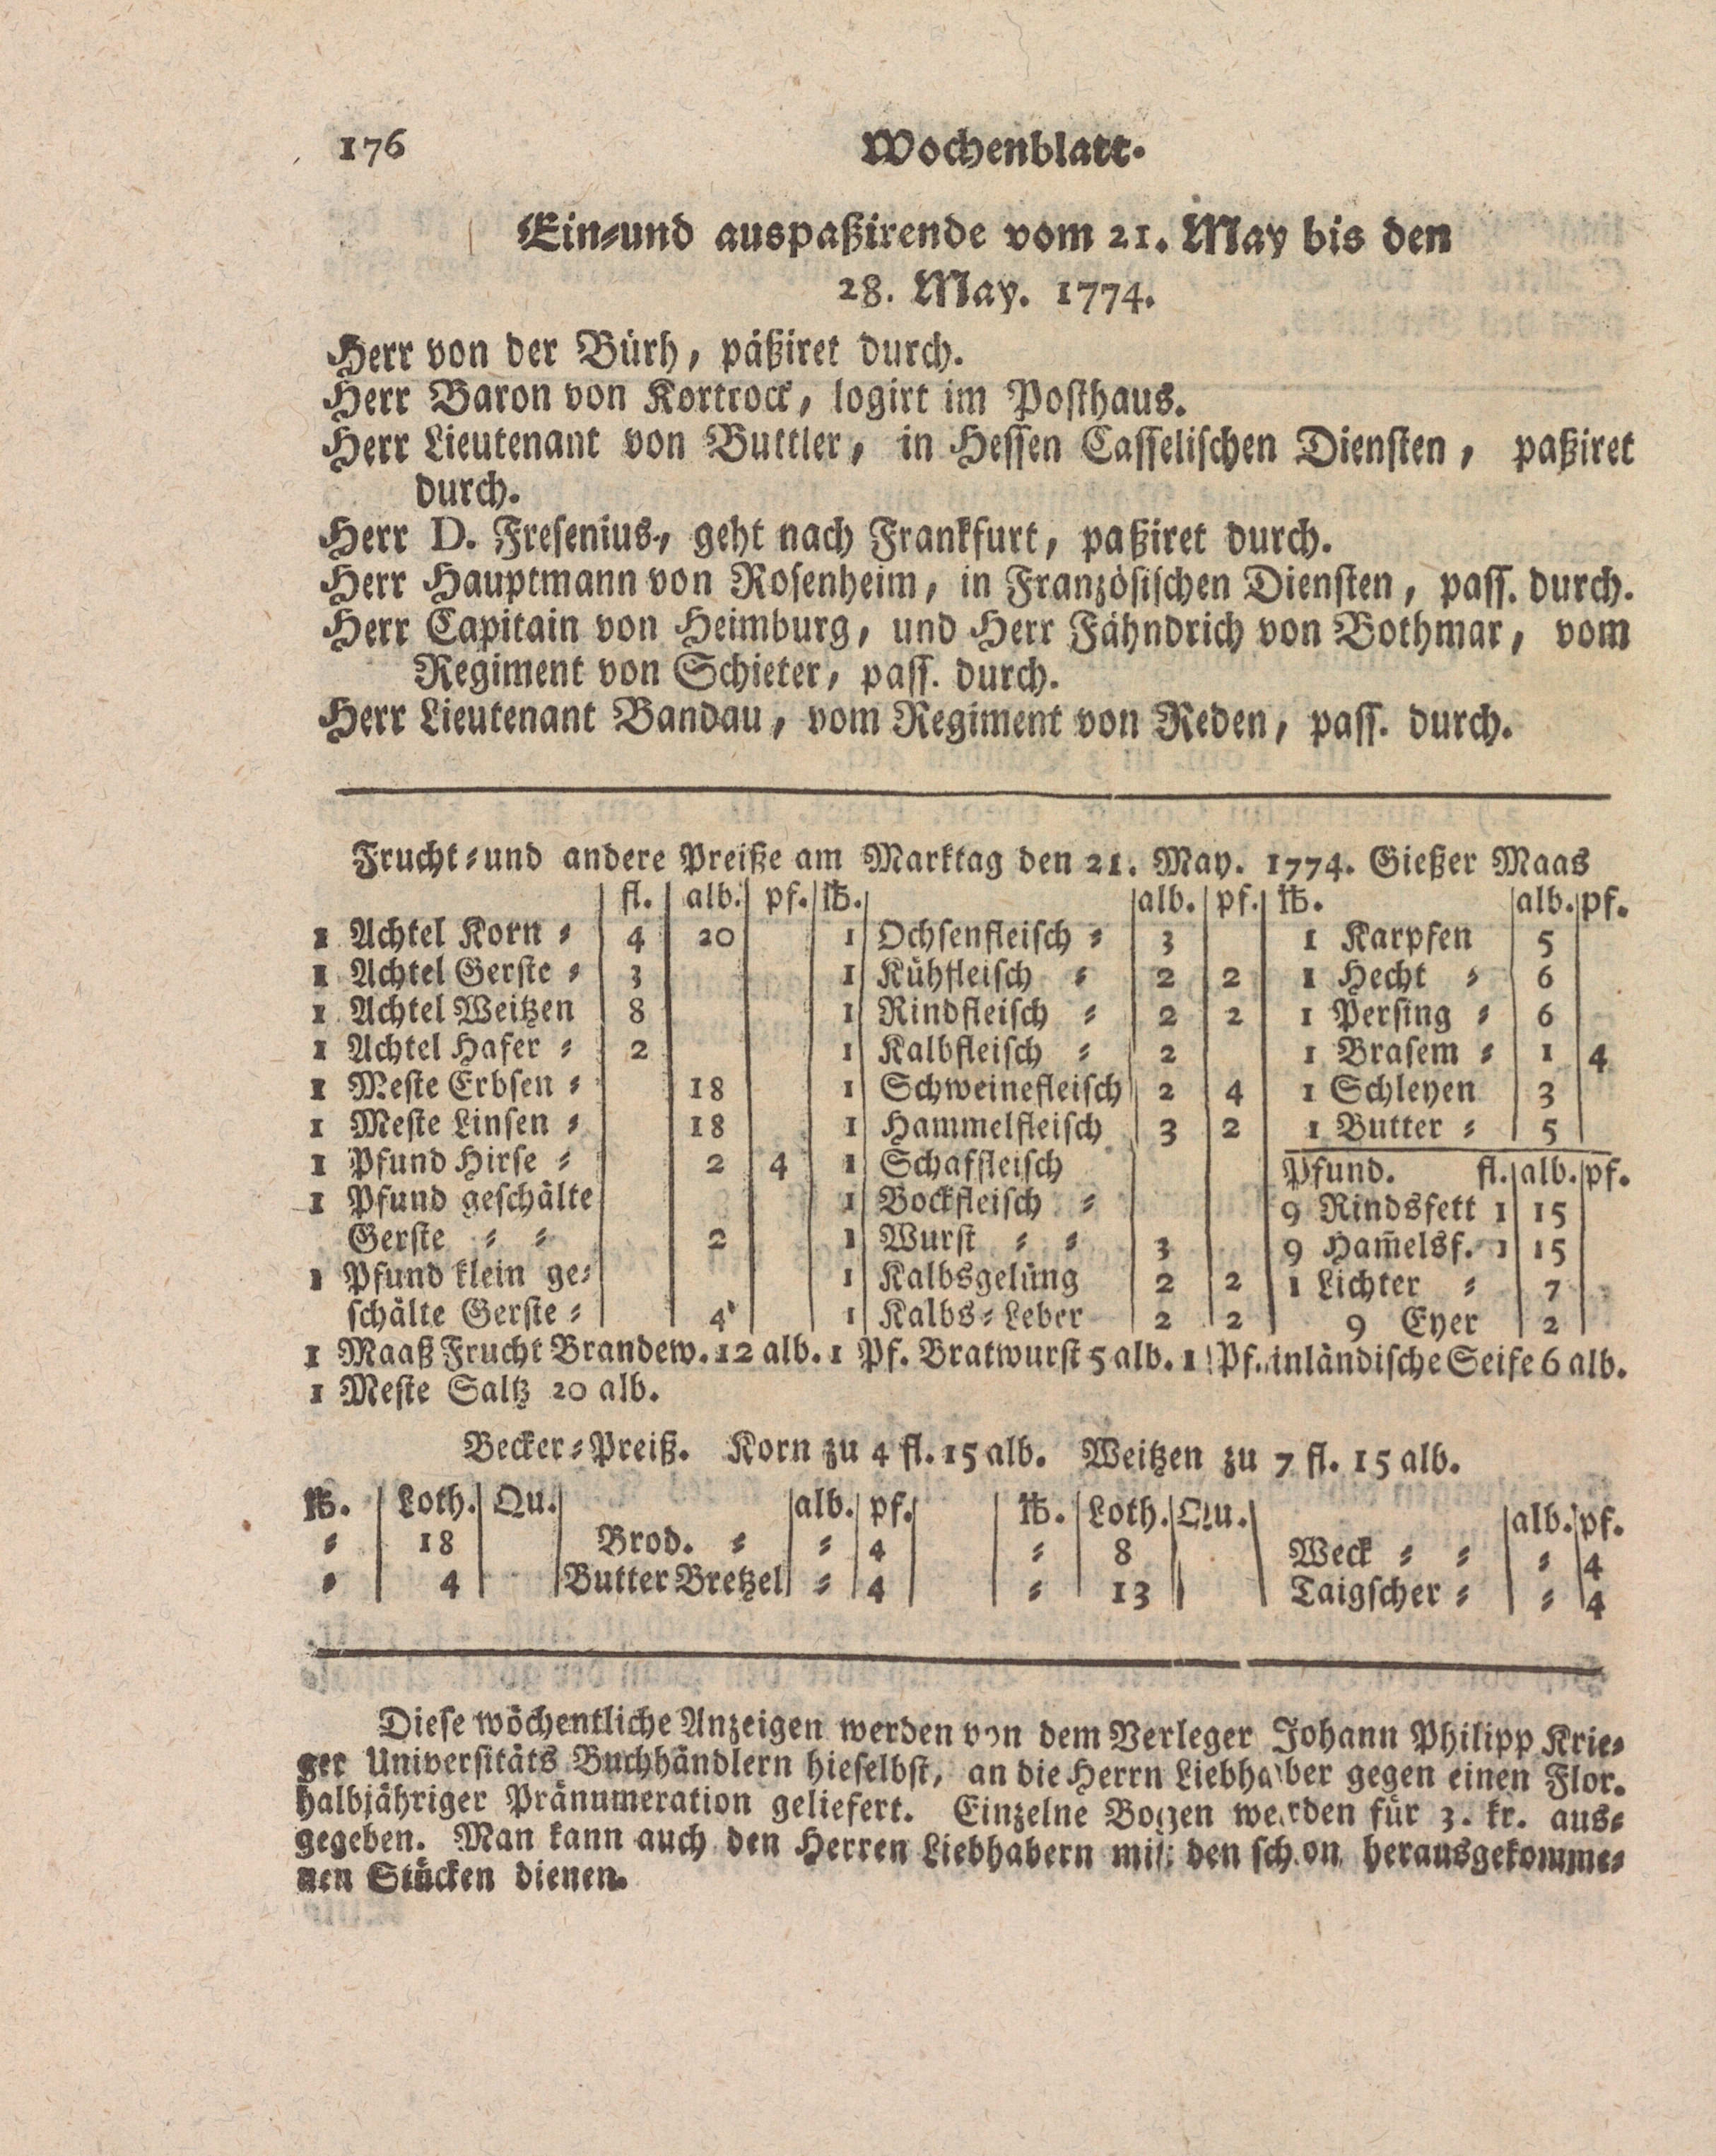 176 Wochenblatt.
Ein=und auspaßirende vom 21. May bis den
28. May. 1774.
Herr von der Bürh, päßiret durch.
Herr Baron von Kortrock, logirt im Posthaus.
Herr Lieutenant von Buttler, in Hessen Casselischen Diensten, paßiret
durch.
Herr D. Fresenius, geht nach Frankfurt, paßiret durch.
Herr Hauptmann von Rosenheim, in Französischen Diensten, pass. durch.
Herr Capitain von Heimburg, und Herr Fähndrich von Bothmar, vom
Regiment von Schieter, pass. durch.
Herr Lieutenant Bandau, vom Regiment von Reden, pass. durch.
Frucht=und andere Preiße am Marktag den 21. May. 1774. Gießer Maas
fl. alb. pf. ℔. alb. pf. ℔. alb. pf.
1 Achtel Korn = 4 20 1 Ochsenfleisch = 3 1 Karpfen 5
1 Achtel Gerste = 3 1 Kühfleisch = 2 2 1 Hecht = 6
1 Achtel Weitzen 8 1 Rindfleisch = 2 2 1 Persing = 6
1 Achtel Hafer = 2 1 Kalbfleisch = 2 1 Brasem = 1 4
1 Meste Erbsen = 18 1 Schweinefleisch 2 4 1 Schleyen 3
1 Meste Linsen = 18 1 Hammelfleisch 3 2 1 Butter = 5
1 Pfund Hirse = 2 4 1 Schaffleisch Pfund. fl. alb. pf.
1 Pfund geschälte 1 Bockfleisch = 9 Rindsfett 1 15
Gerste = = 2 1 Wurst = = 3 9 Ham̄elsf. 1 15
1 Pfund klein ge= 1 Kalbsgelüng 2 2 1 Lichter = 7
schälte Gerste = 4 1 Kalbs=Leber 2 2 9 Eyer 2
1 Maaß Frucht Brandew. 12 alb. 1 Pf. Bratwurst 5 alb. 1 Pf. inländische Seife 6 alb.
1 Meste Saltz 20 alb.
Becker=Preiß. Korn zu 4 fl. 15 alb. Weitzen zu 7 fl. 15 alb.
℔. Loth. Qu. alb. pf. ℔. Loth. Qu. alb. pf.
= 18 Brod. = = 4 = 8 Weck = = = 4
= 4 Butter Bretzel = 4 = 13 Taigscher = = 4
Diese wöchentliche Anzeigen werden von dem Verleger Johann Philipp Krie=
ger Universitäts Buchhändlern hieselbst, an die Herrn Liebhaber gegen einen Flor.
halbjähriger Pränumeration geliefert. Einzelne Bogen werden für 3. kr. aus=
gegeben. Man kann auch den Herren Liebhabern mit den schon herausgekomme=
nen Stücken dienen.